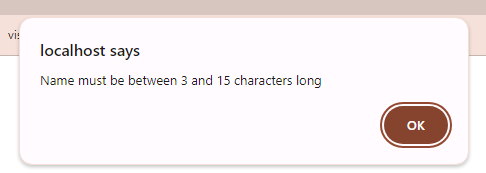 localhost says
Name must be between 3 and 15 characters long
OK